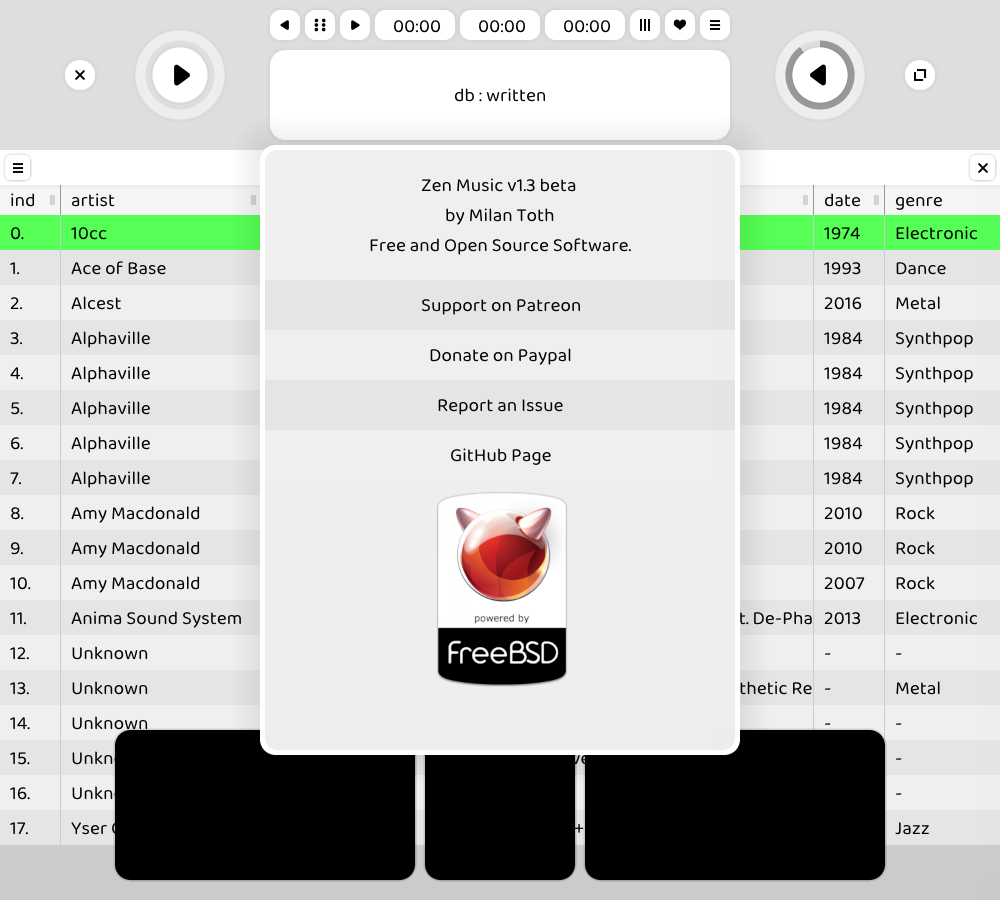 00:00 00:00 00:00
db : written
Zen Music v1.3 beta
by Milan Toth
Free and Open Source Software.
Support on Patreon
Donate on Paypal
Report an Issue
GitHub Page
powered by
FreeBSD
ind artist date genre
0. 10cc 1974 Electronic
1. Ace of Base 1993 Dance
2. Alcest 2016 Metal
3. Alphaville 1984 Synthpop
4. Alphaville 1984 Synthpop
5. Alphaville 1984 Synthpop
6. Alphaville 1984 Synthpop
7. Alphaville 1984 Synthpop
8. Amy Macdonald 2010 Rock
9. Amy Macdonald 2010 Rock
10. Amy Macdonald 2007 Rock
11. Anima Sound System t. De-Pha 2013 Electronic
12. Unknown - -
13. Unknown thetic Re - Metal
14. Unknown - -
15. Unkn -
16. Unkn -
17. Yser + Jazz